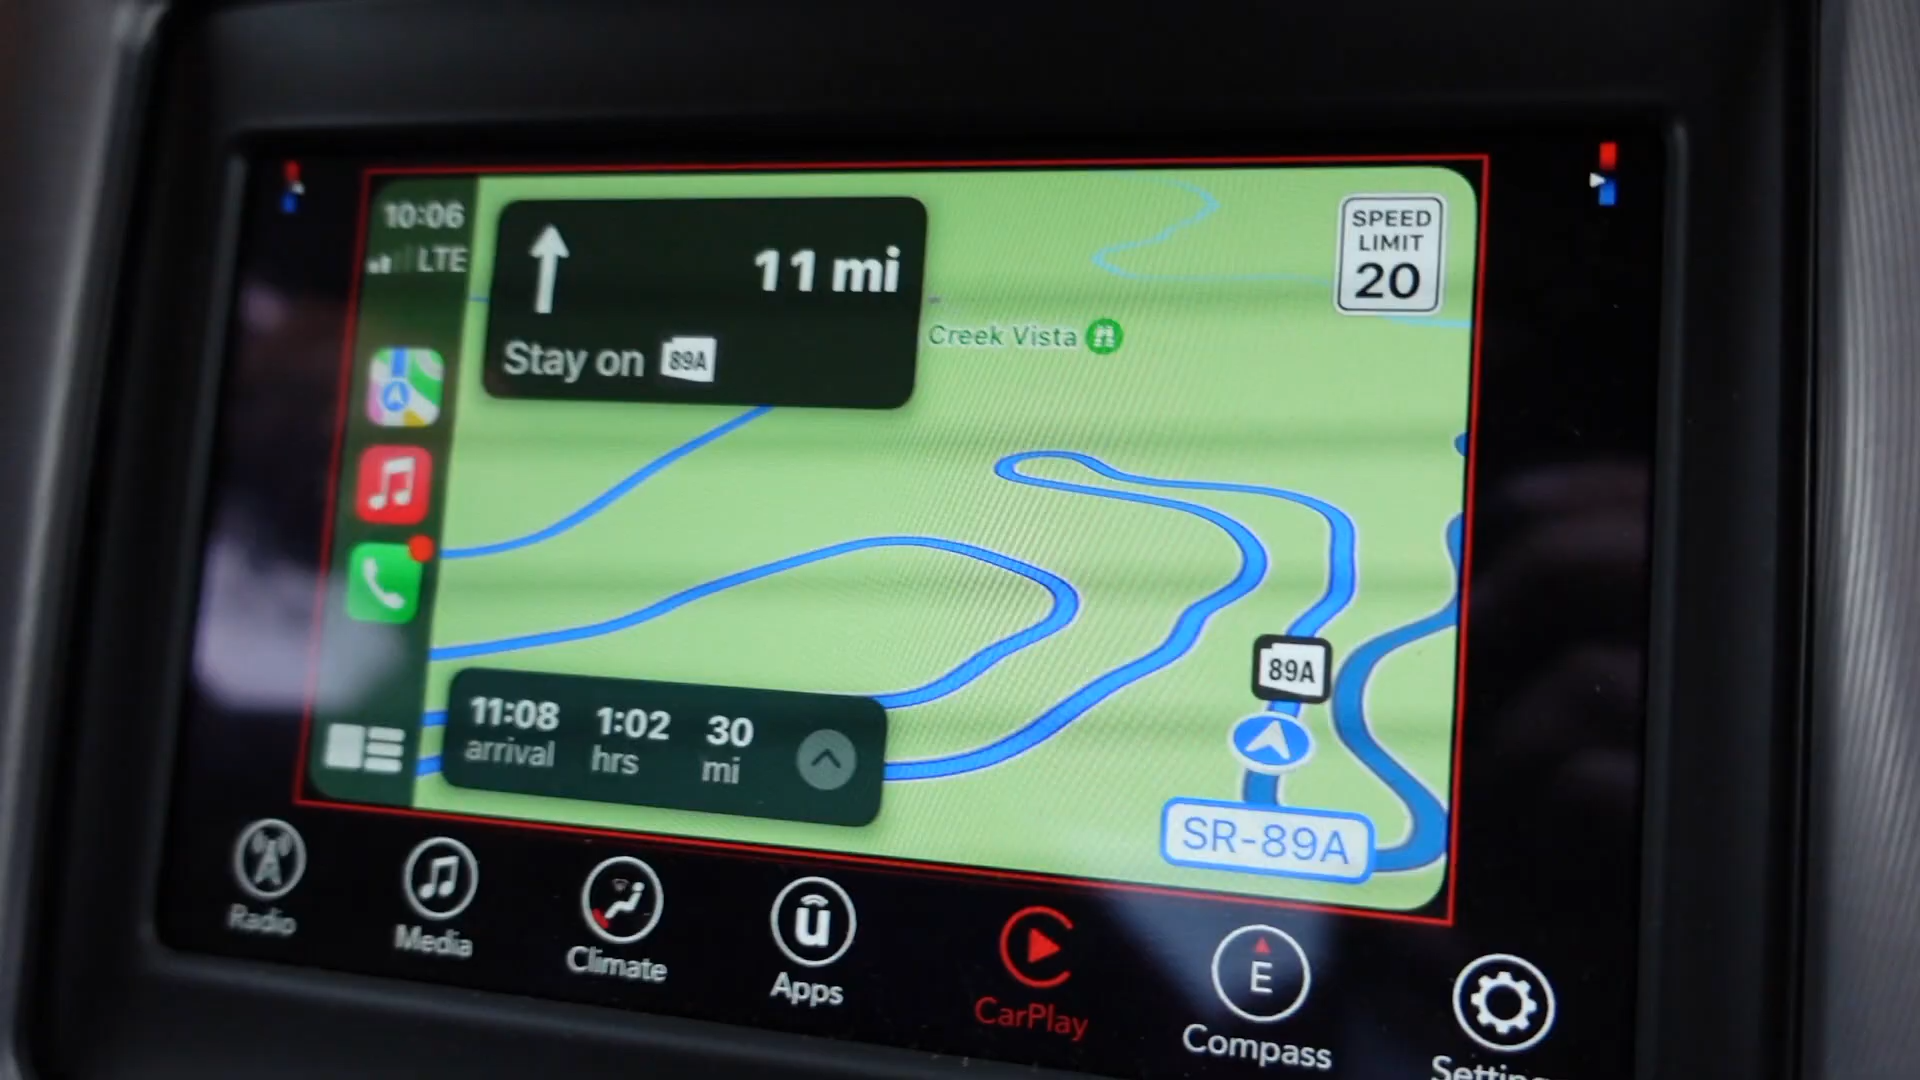 10:06
LTE
11 mi
Stay on 89A
SPEED
LIMIT
20
Creek Vista
89A
SR-89A
11:08 1:02 30
arrival hrs mi
Radio
Media
Climate
ū
Apps
CarPlay
E
Compass
Setting